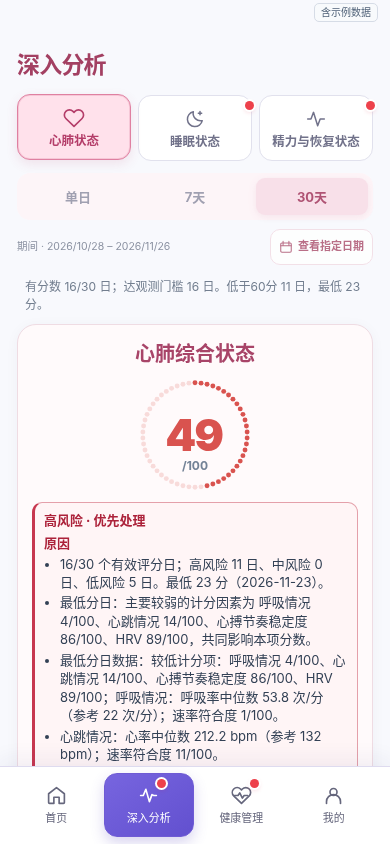 含示例数据
深入分析
心肺状态
睡眠状态
精力与恢复状态
单日
7天
30天
期间 · 2026/10/28 – 2026/11/26
查看指定日期
有分数 16/30 日；达观测门槛 16 日。低于60分 11 日，最低 23
分。
心肺综合状态
49
/100
高风险 · 优先处理
原因
• 16/30 个有效评分日；高风险 11 日、中风险 0
日、低风险 5 日。最低 23 分（2026-11-23）。
• 最低分日：主要较弱的计分因素为 呼吸情况
4/100、心跳情况 14/100、心搏节奏稳定度
86/100、HRV 89/100，共同影响本项分数。
• 最低分日数据：较低计分项：呼吸情况 4/100、心
跳情况 14/100、心搏节奏稳定度 86/100、HRV
89/100；呼吸情况：呼吸率中位数 53.8 次/分
（参考 22 次/分）；速率符合度 1/100。
• 心跳情况：心率中位数 212.2 bpm（参考 132
bpm）；速率符合度 11/100。
首页
深入分析
健康管理
我的